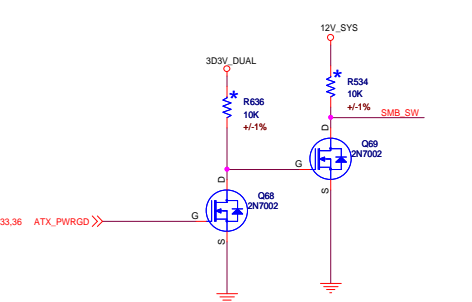 12V_SYS
3D3V_DUAL
*
R534
10K
+/-1%
*
R636
10K
+/-1%
SMB_SW
D
Q69
2N7002
G
S
D
Q68
2N7002
G
S
33,36 ATX_PWRGD